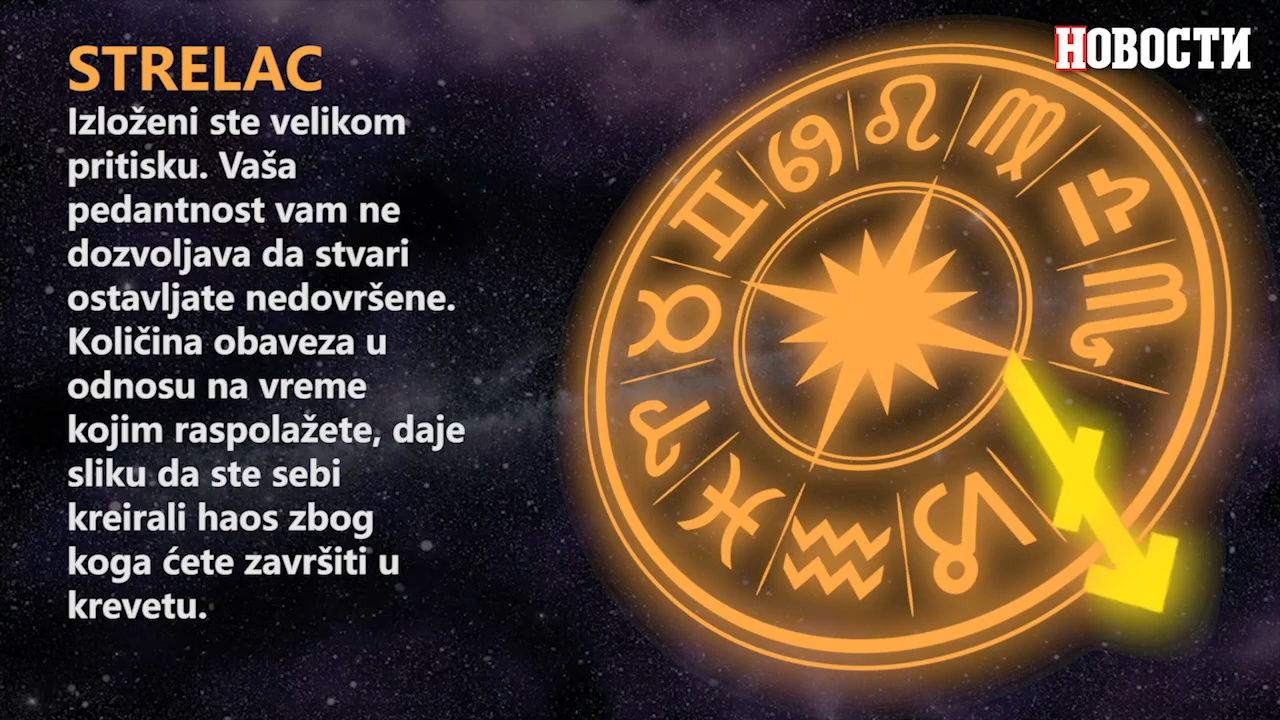 STRELAC
Izloženi ste velikom
pritisku. Vaša
pedantnost vam ne
dozvoljava da stvari
ostavljate nedovršene.
Količina obaveza u
odnosu na vreme
kojim raspolažete, daje
sliku da ste sebi
kreirali haos zbog
koga ćete završiti u
krevetu.
НОВОСТИ